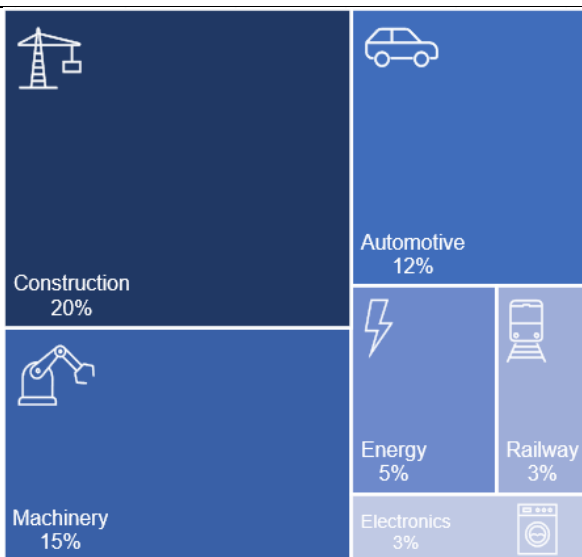 Construction
20%
Automotive
12%
Machinery
15%
Energy
5%
Railway
3%
Electronics
3%